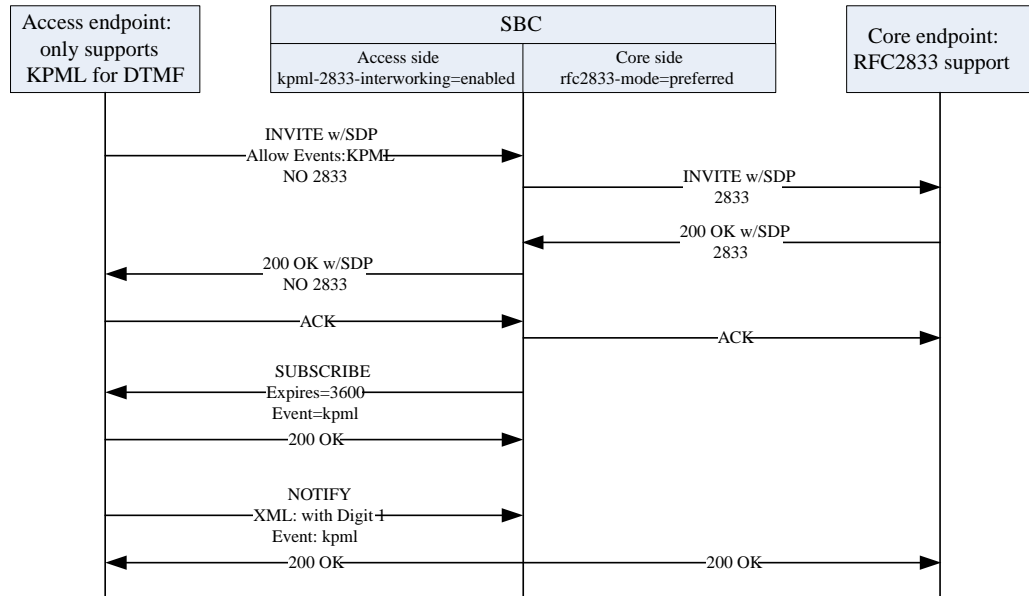 Access endpoint:
only supports
KPML for DTMF
SBC
Access side
kpml-2833-interworking=enabled
Core side
rfc2833-mode=preferred
Core endpoint:
RFC2833 support
INVITE w/SDP
Allow Events:KPML
NO 2833
INVITE w/SDP
2833
200 OK w/SDP
2833
200 OK w/SDP
NO 2833
ACK
ACK
SUBSCRIBE
Expires=3600
Event=kpml
200 OK
NOTIFY
XML: with Digit 1
Event: kpml
200 OK
200 OK